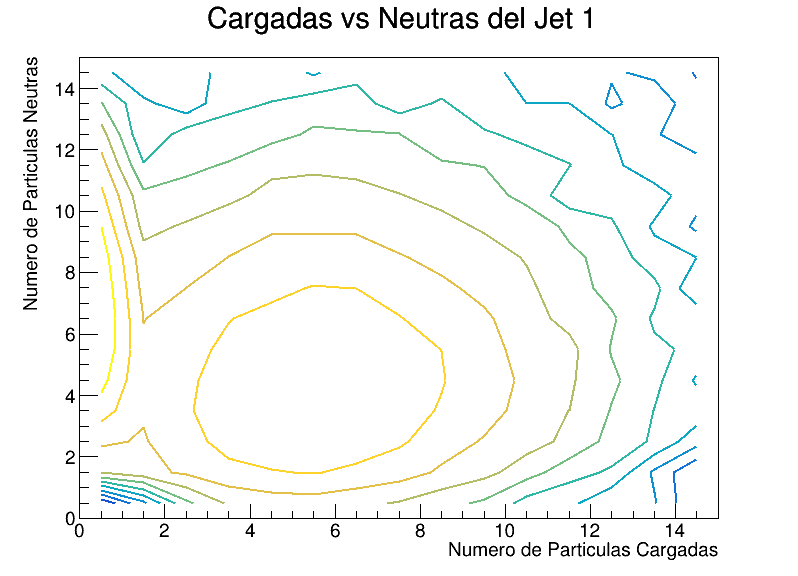 Cargadas vs Neutras del Jet 1
Numero de Particulas Neutras
14
12
10
8
6
4
2
0
0 2 4 6 8 10 12 14
Numero de Particulas Cargadas